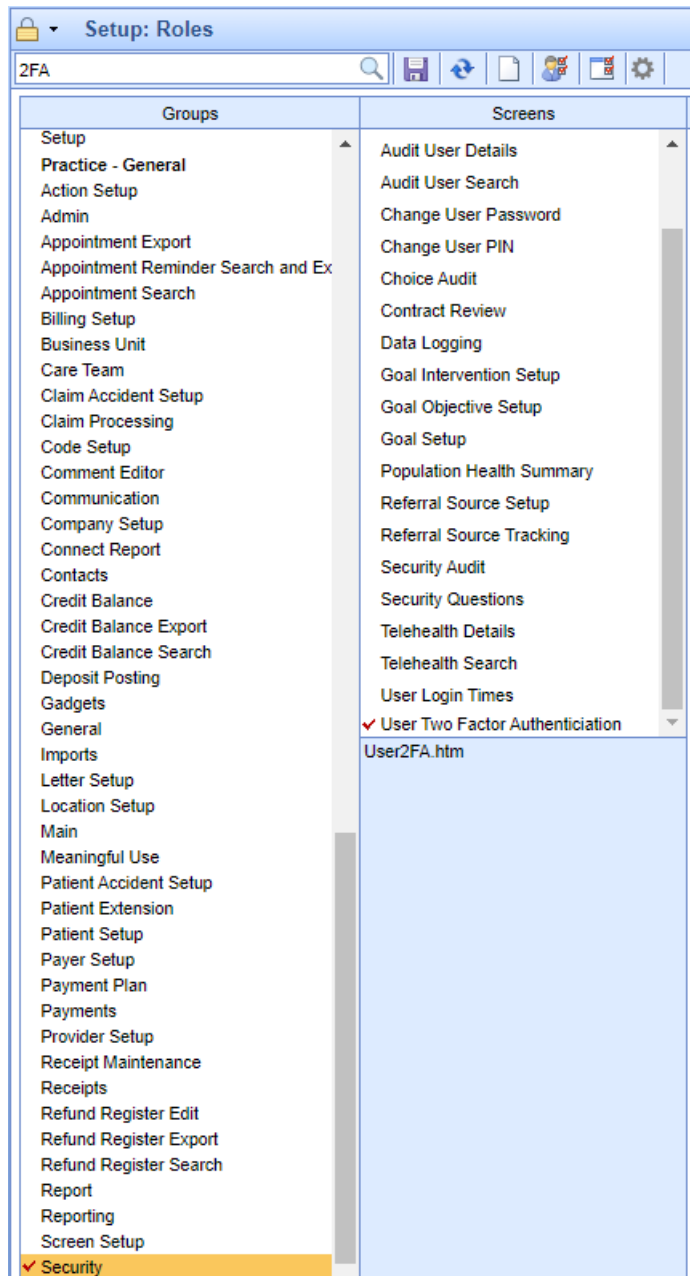 Setup: Roles
2FA
Groups
Setup
Practice - General
Action Setup
Admin
Appointment Export
Appointment Reminder Search and Ex
Appointment Search
Billing Setup
Business Unit
Care Team
Claim Accident Setup
Claim Processing
Code Setup
Comment Editor
Communication
Company Setup
Connect Report
Contacts
Credit Balance
Credit Balance Export
Credit Balance Search
Deposit Posting
Gadgets
General
Imports
Letter Setup
Location Setup
Main
Meaningful Use
Patient Accident Setup
Patient Extension
Patient Setup
Payer Setup
Payment Plan
Payments
Provider Setup
Receipt Maintenance
Receipts
Refund Register Edit
Refund Register Export
Refund Register Search
Report
Reporting
Screen Setup
Security
Screens
Audit User Details
Audit User Search
Change User Password
Change User PIN
Choice Audit
Contract Review
Data Logging
Goal Intervention Setup
Goal Objective Setup
Goal Setup
Population Health Summary
Referral Source Setup
Referral Source Tracking
Security Audit
Security Questions
Telehealth Details
Telehealth Search
User Login Times
User Two Factor Authenticiation
User2FA.htm